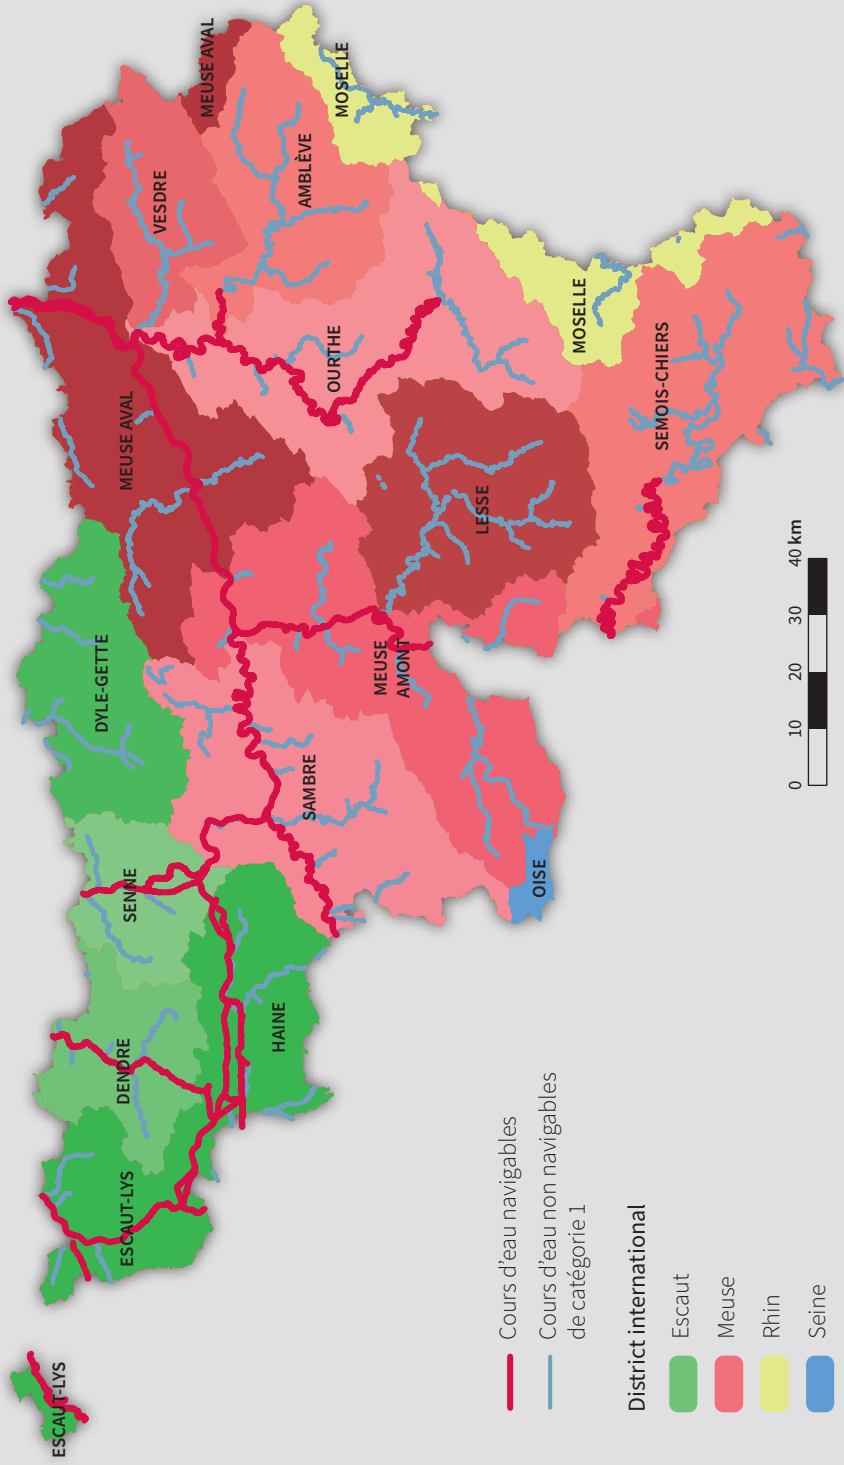 ESCAUT-LYS
ESCAUT-LYS
DENDRE
SENNE
DYLE-GETTE
MEUSE AVAL
VESDRE
MEUSE AVAL
HAINE
SAMBRE
OURTHE
AMBLÈVE
MOSELLE
MEUSE
AMONT
LESSE
OISE
MOSELLE
SEMOIS-CHIERS
Cours d'eau navigables
Cours d'eau non navigables
de catégorie 1
District international
Escaut
Meuse
Rhin
Seine
0 10 20 30 40 km